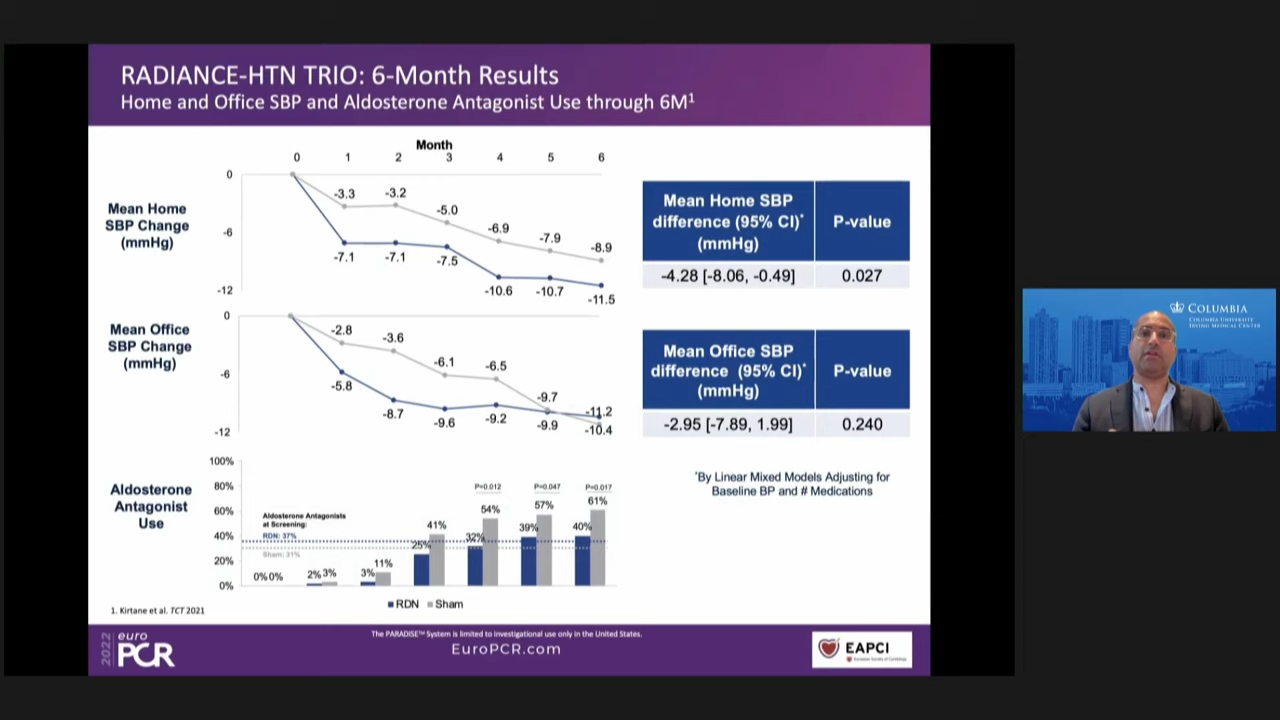 RADIANCE-HTN TRIO: 6-Month Results
Home and Office SBP and Aldosterone Antagonist Use through 6M¹
Month
0 1 2 3 4 5 6
Mean Home
SBP Change
(mmHg)
0
-6
-12
-3.3 -3.2 -5.0 -6.9 -7.9 -8.9
-7.1 -7.1 -7.5 -10.6 -10.7 -11.5
Mean Home SBP
difference (95% CI)*
(mmHg)
P-value
-4.28 [-8.06, -0.49] 0.027
Mean Office
SBP Change
(mmHg)
0
-6
-12
-2.8 -3.6 -6.1 -6.5 -9.7 -11.2
-5.8 -8.7 -9.6 -9.2 -9.9 -10.4
Mean Office SBP
difference (95% CI)*
(mmHg)
P-value
-2.95 [-7.89, 1.99] 0.240
*By Linear Mixed Models Adjusting for
Baseline BP and # Medications
Aldosterone
Antagonist
Use
100%
80%
60%
40%
20%
0%
Aldosterone Antagonists
at Screening:
RDN: 37%
Sham: 31%
P=0.012 P=0.047 P=0.017
0% 0% 2% 3% 3% 11% 25% 41% 32% 54% 39% 57% 40% 61%
RDN Sham
1. Kirtane et al. TCT 2021
The PARADISE™ System is limited to investigational use only in the United States.
EuroPCR.com
2022
euro
PCR
EAPCI
European Society of Cardiology
COLUMBIA
COLUMBIA UNIVERSITY
IRVING MEDICAL CENTER